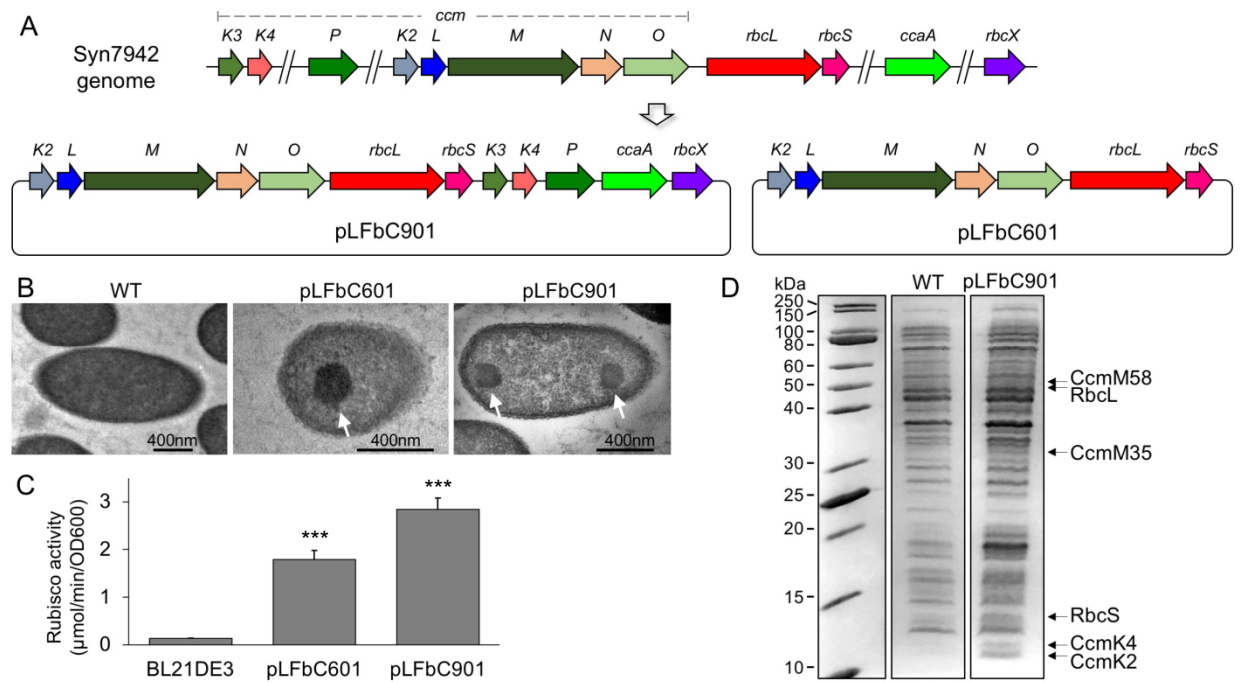 A
ccm
K3 K4 P K2 L M N O rbcL rbcS ccaA rbcX
Syn7942
genome
K2 L M N O rbcL rbcS K3 K4 P ccaA rbcX
pLFbC901
K2 L M N O rbcL rbcS
pLFbC601
B
WT pLFbC601 pLFbC901
400nm 400nm 400nm
C
Rubisco activity
(μmol/min/OD600)
3
2
1
0
***
***
BL21DE3 pLFbC601 pLFbC901
D
kDa WT pLFbC901
250
150
100
80
60
50
40
30
25
20
15
10
CcmM58
RbcL
CcmM35
RbcS
CcmK4
CcmK2